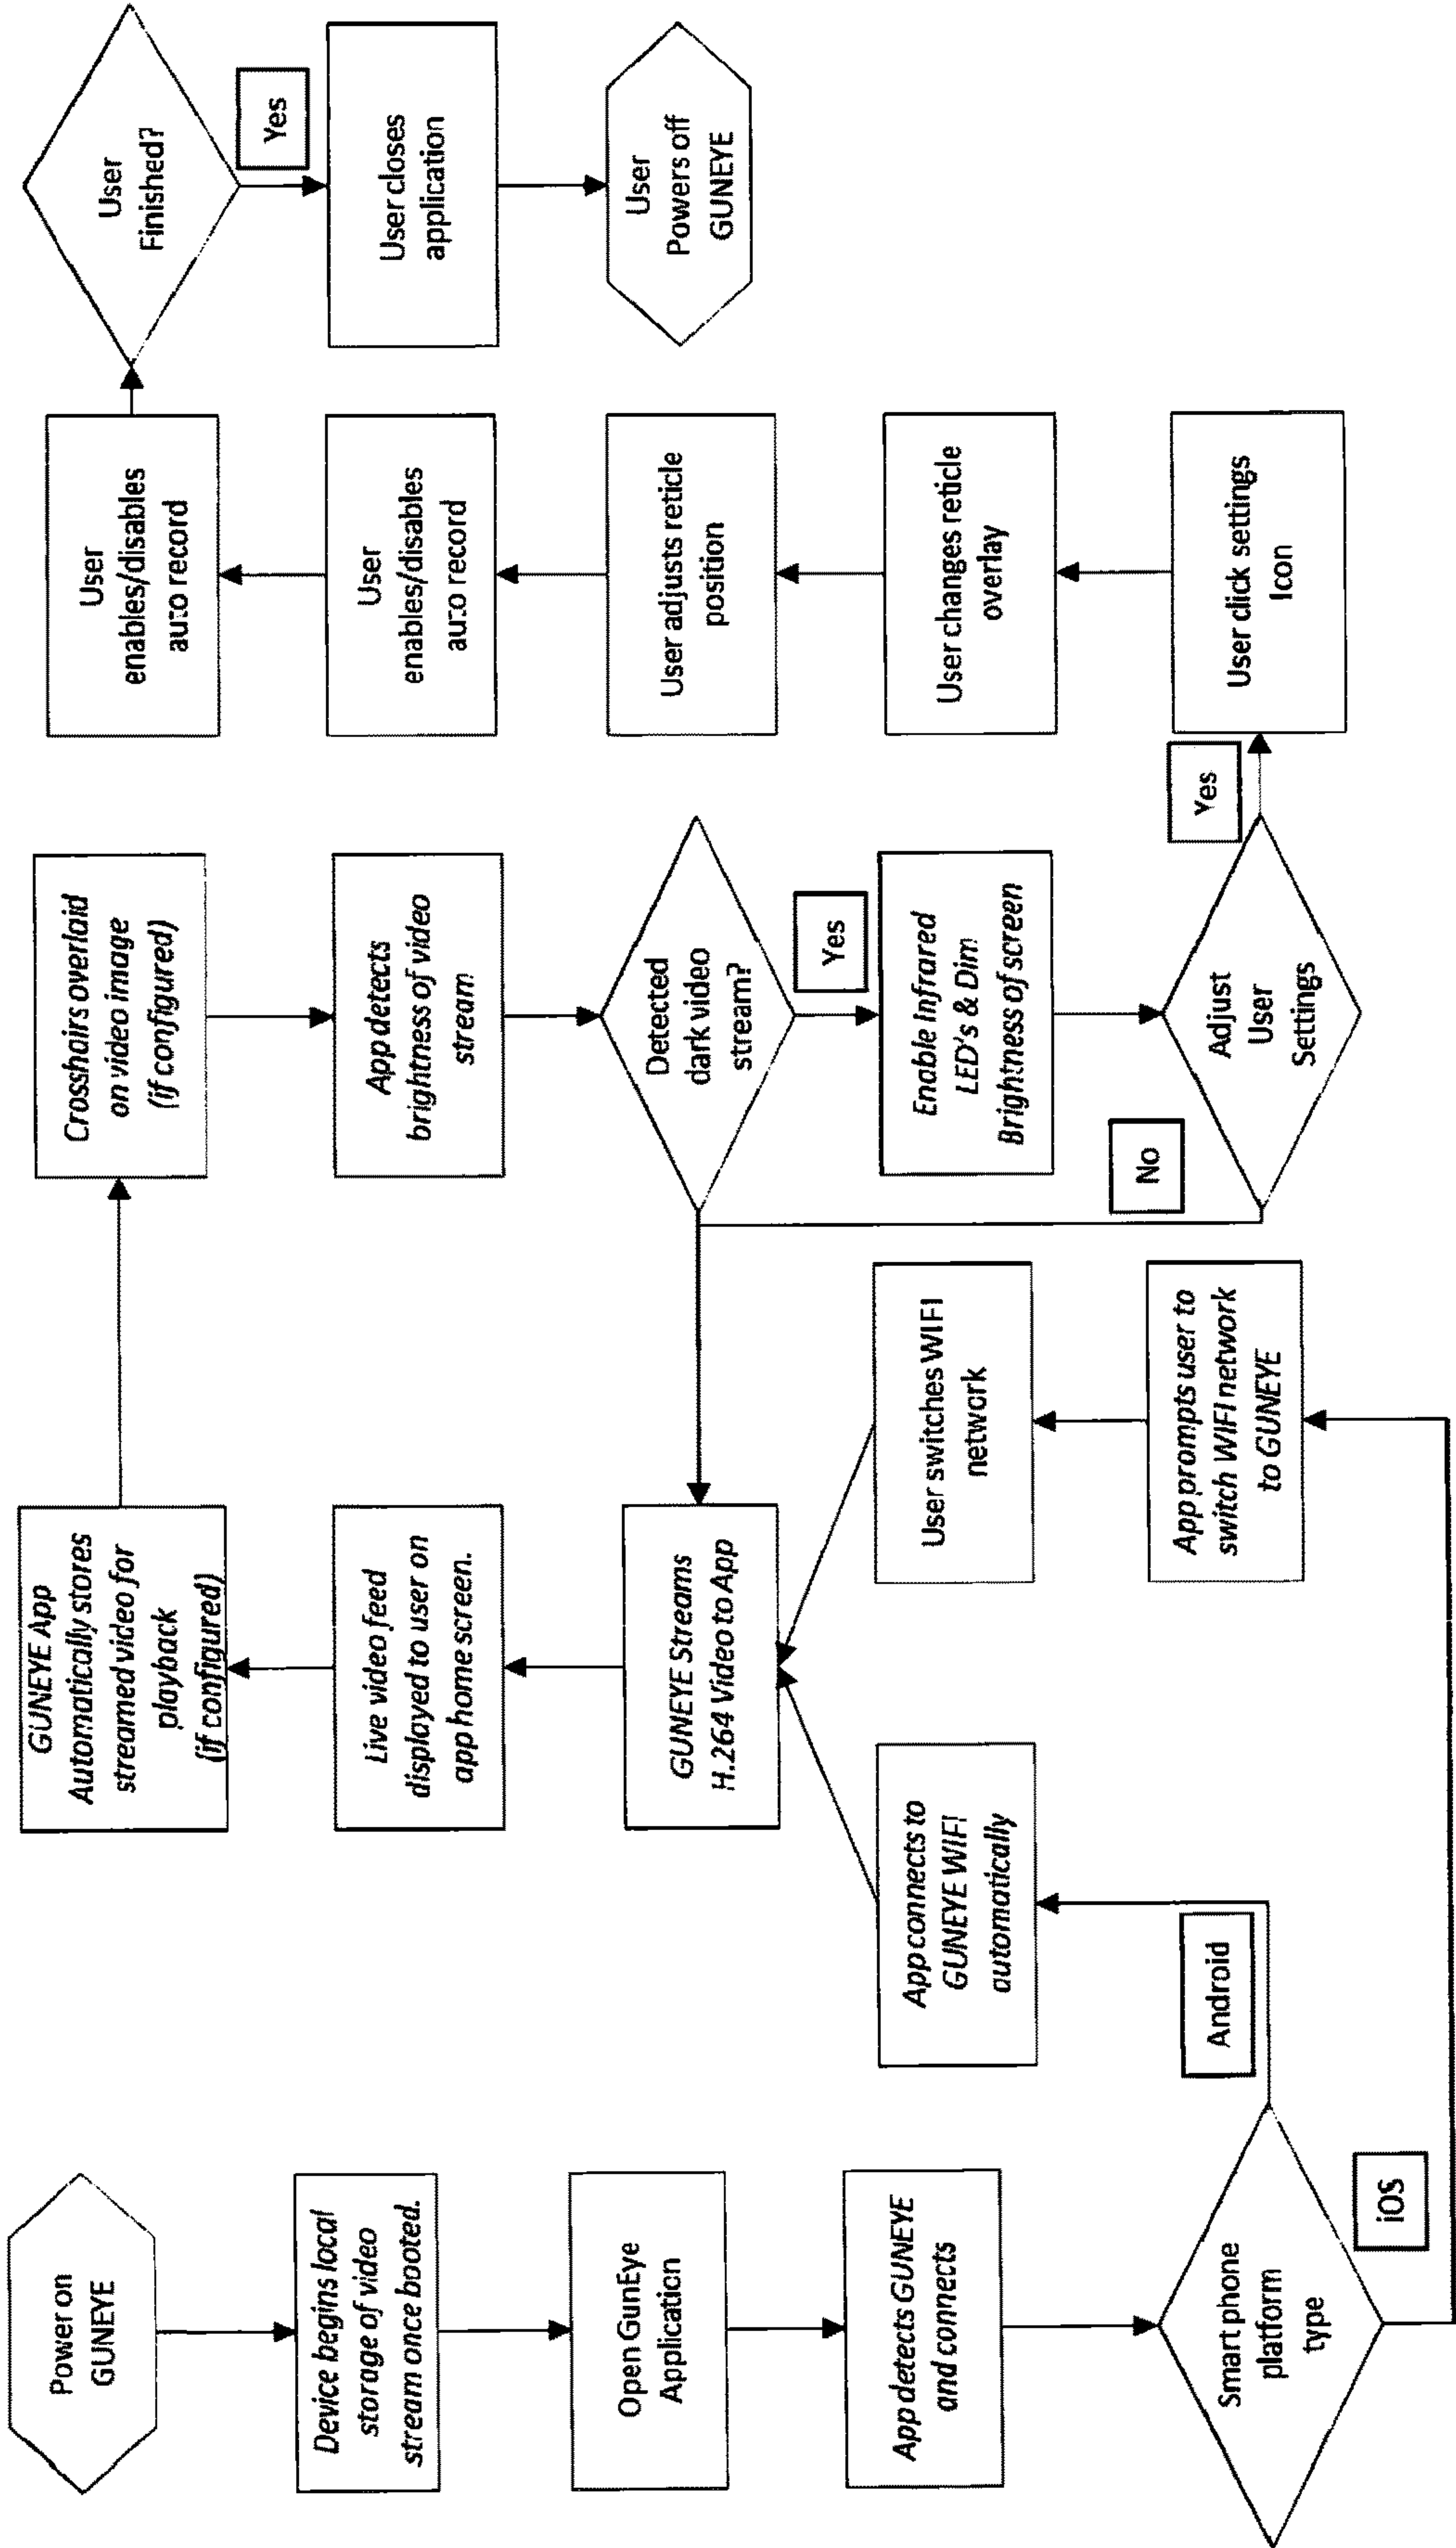 Power on
GUNEYE
Device begins local
storage of video
stream once booted.
Open GunEye
Application
App detects GUNEYE
and connects
Smart phone
platform
type
iOS
Android
App connects to
GUNEYE WIFI
automatically
App prompts user to
switch WIFI network
to GUNEYE
User switches WIFI
network
GUNEYE Streams
H.264 Video to App
Live video feed
displayed to user on
app home screen.
GUNEYE App
Automatically stores
streamed video for
playback
(if configured)
Crosshairs overlaid
on video image
(if configured)
App detects
brightness of video
stream
Detected
dark video
stream?
Yes
Enable Infrared
LED's & Dim
Brightness of screen
No
Adjust
User
Settings
Yes
User click settings
Icon
User changes reticle
overlay
User adjusts reticle
position
User
enables/disables
auto record
User
enables/disables
auto record
User
Finished?
Yes
User closes
application
User
Powers off
GUNEYE